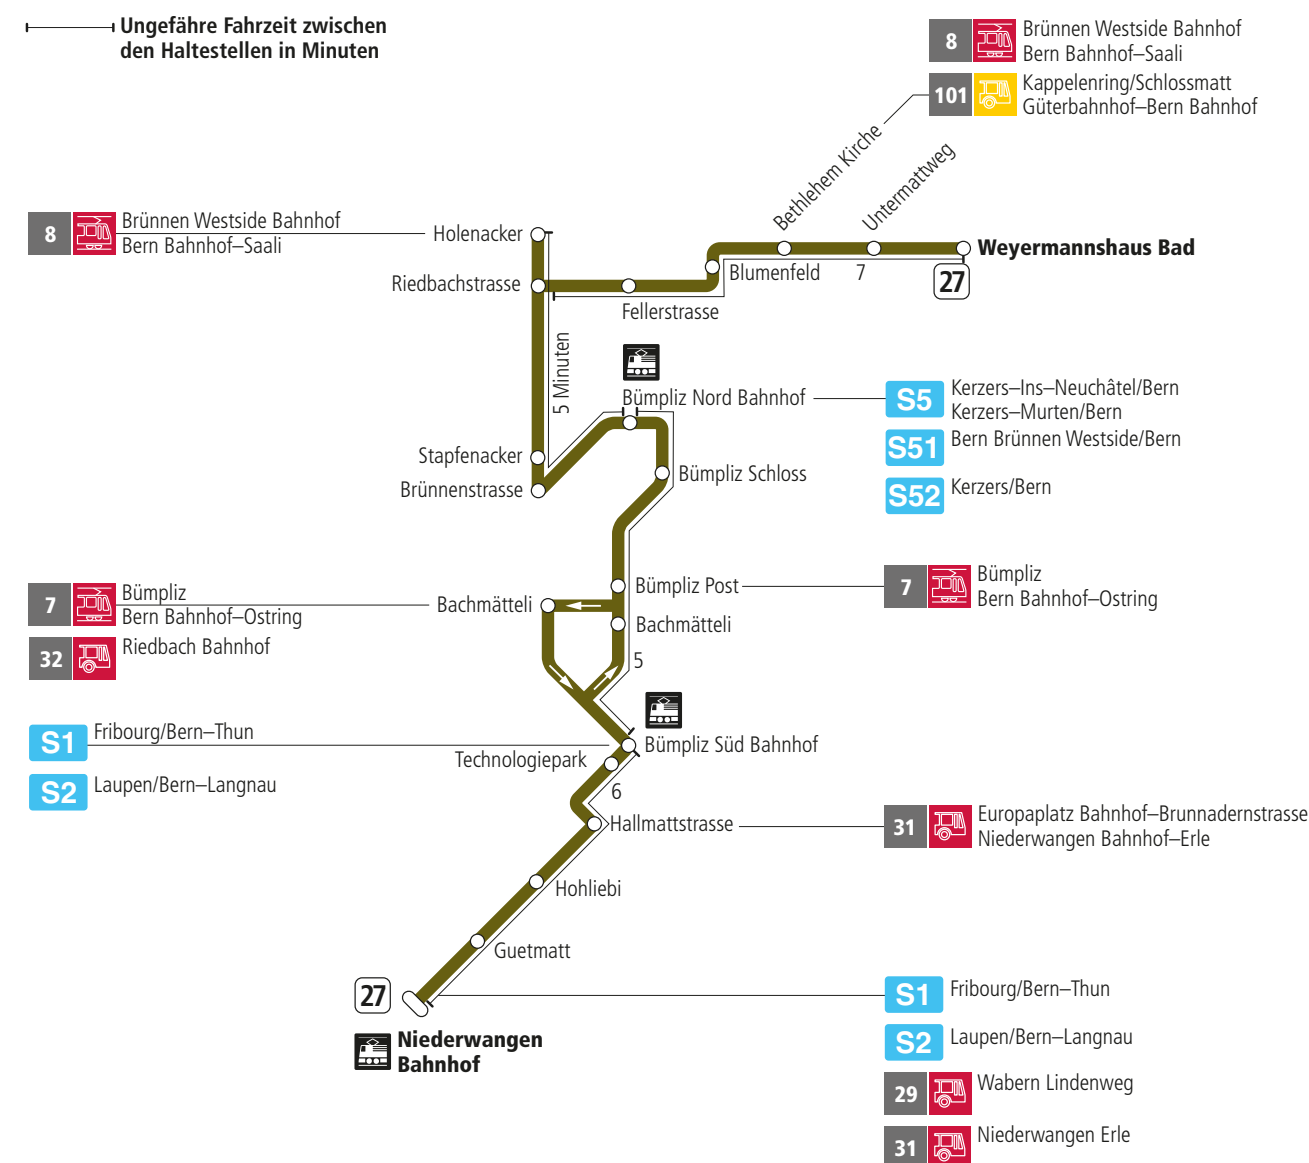 Ungefähre Fahrzeit zwischen
den Haltestellen in Minuten
8
Brünnen Westside Bahnhof
Bern Bahnhof–Saali
101
Kappelenring/Schlossmatt
Güterbahnhof–Bern Bahnhof
Bethlehem Kirche
Untermattweg
8
Brünnen Westside Bahnhof
Bern Bahnhof–Saali
Holenacker
Weyermannshaus Bad
Blumenfeld
7
27
Riedbachstrasse
Fellerstrasse
5 Minuten
Bümpliz Nord Bahnhof
S5
Kerzers–Ins–Neuchâtel/Bern
Kerzers–Murten/Bern
S51
Bern Brünnen Westside/Bern
S52
Kerzers/Bern
Stapfenacker
Brünnenstrasse
Bümpliz Schloss
7
Bümpliz
Bern Bahnhof–Ostring
32
Riedbach Bahnhof
Bachmätteli
Bümpliz Post
7
Bümpliz
Bern Bahnhof–Ostring
Bachmätteli
5
S1
Fribourg/Bern–Thun
S2
Laupen/Bern–Langnau
Bümpliz Süd Bahnhof
Technologiepark
6
Hallmattstrasse
31
Europaplatz Bahnhof–Brunnadernstrasse
Niederwangen Bahnhof–Erle
Hohliebi
Guetmatt
27
Niederwangen
Bahnhof
S1
Fribourg/Bern–Thun
S2
Laupen/Bern–Langnau
29
Wabern Lindenweg
31
Niederwangen Erle